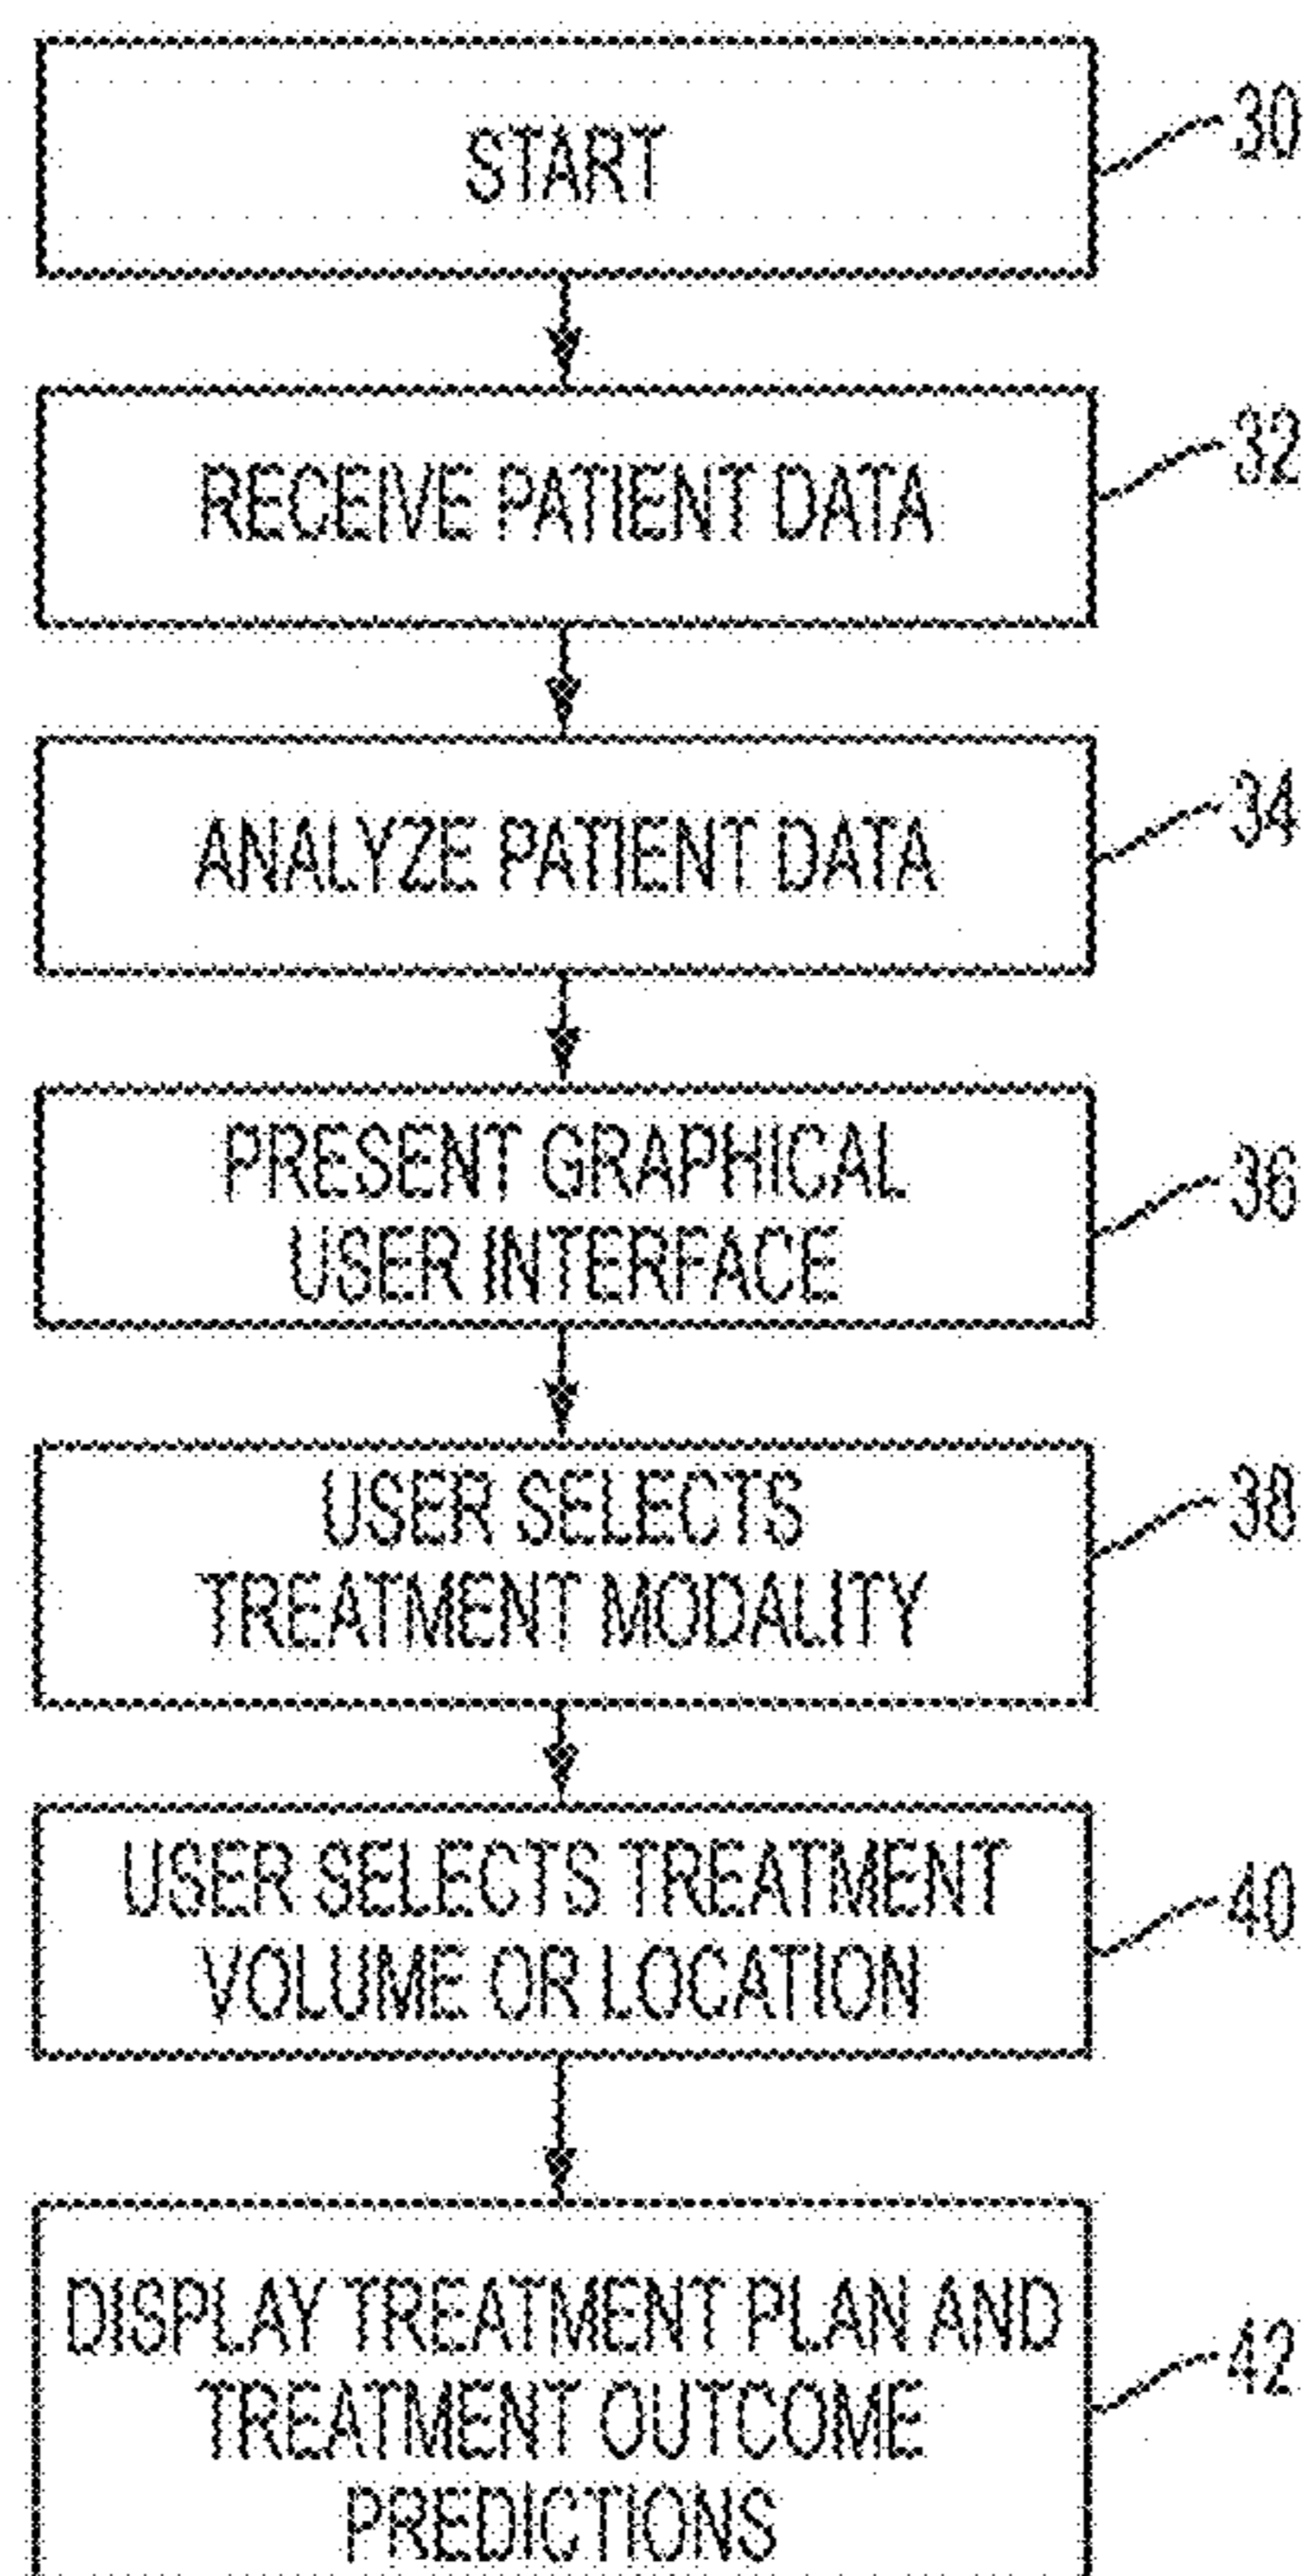 START
30
RECEIVE PATIENT DATA
32
ANALYZE PATIENT DATA
34
PRESENT GRAPHICAL
USER INTERFACE
36
USER SELECTS
TREATMENT MODALITY
38
USER SELECTS TREATMENT
VOLUME OR LOCATION
40
DISPLAY TREATMENT PLAN AND
TREATMENT OUTCOME
PREDICTIONS
42